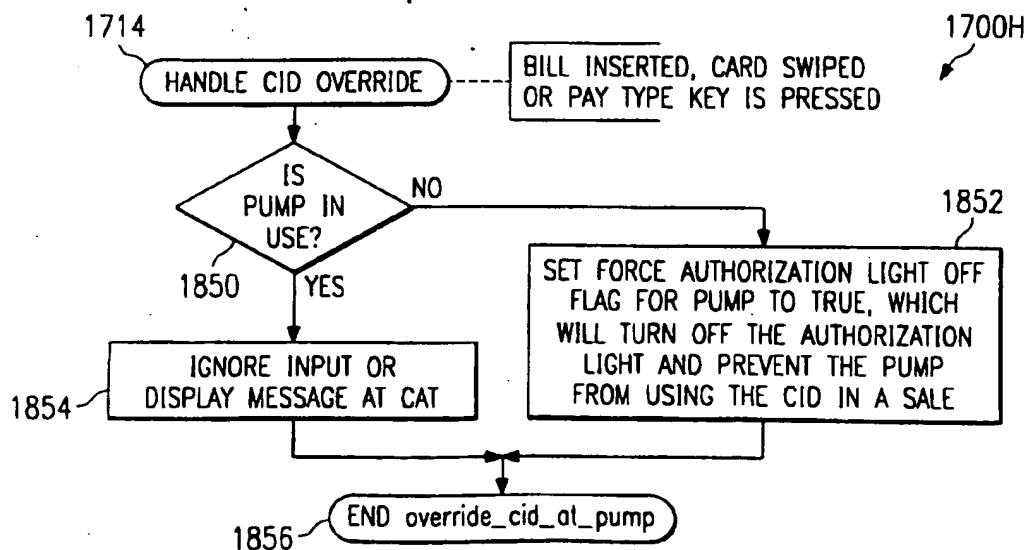 1714
1700H
HANDLE CID OVERRIDE
BILL INSERTED, CARD SWIPED
OR PAY TYPE KEY IS PRESSED
IS
PUMP IN
USE?
NO
1850
YES
1852
SET FORCE AUTHORIZATION LIGHT OFF
FLAG FOR PUMP TO TRUE, WHICH
WILL TURN OFF THE AUTHORIZATION
LIGHT AND PREVENT THE PUMP
FROM USING THE CID IN A SALE
IGNORE INPUT OR
DISPLAY MESSAGE AT CAT
1854
END override_cid_at_pump
1856